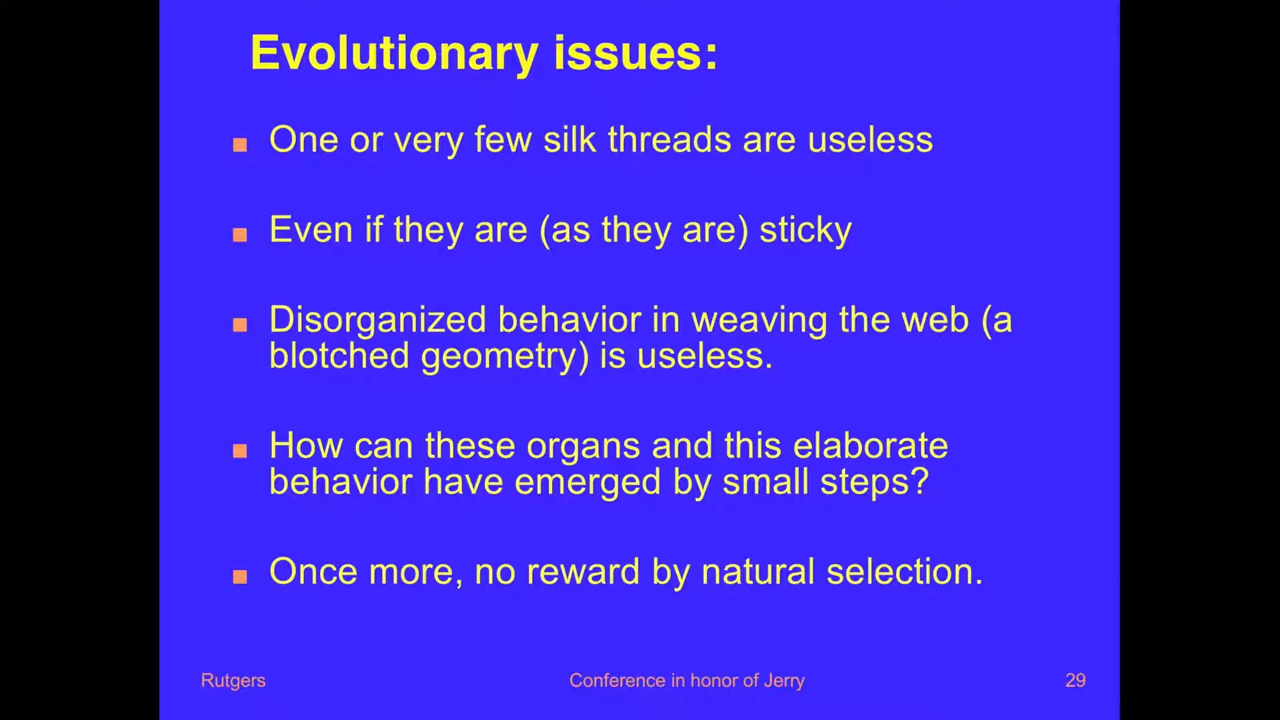 Evolutionary issues:
One or very few silk threads are useless
Even if they are (as they are) sticky
Disorganized behavior in weaving the web (a
blotched geometry) is useless.
How can these organs and this elaborate
behavior have emerged by small steps?
Once more, no reward by natural selection.
Rutgers
Conference in honor of Jerry
29